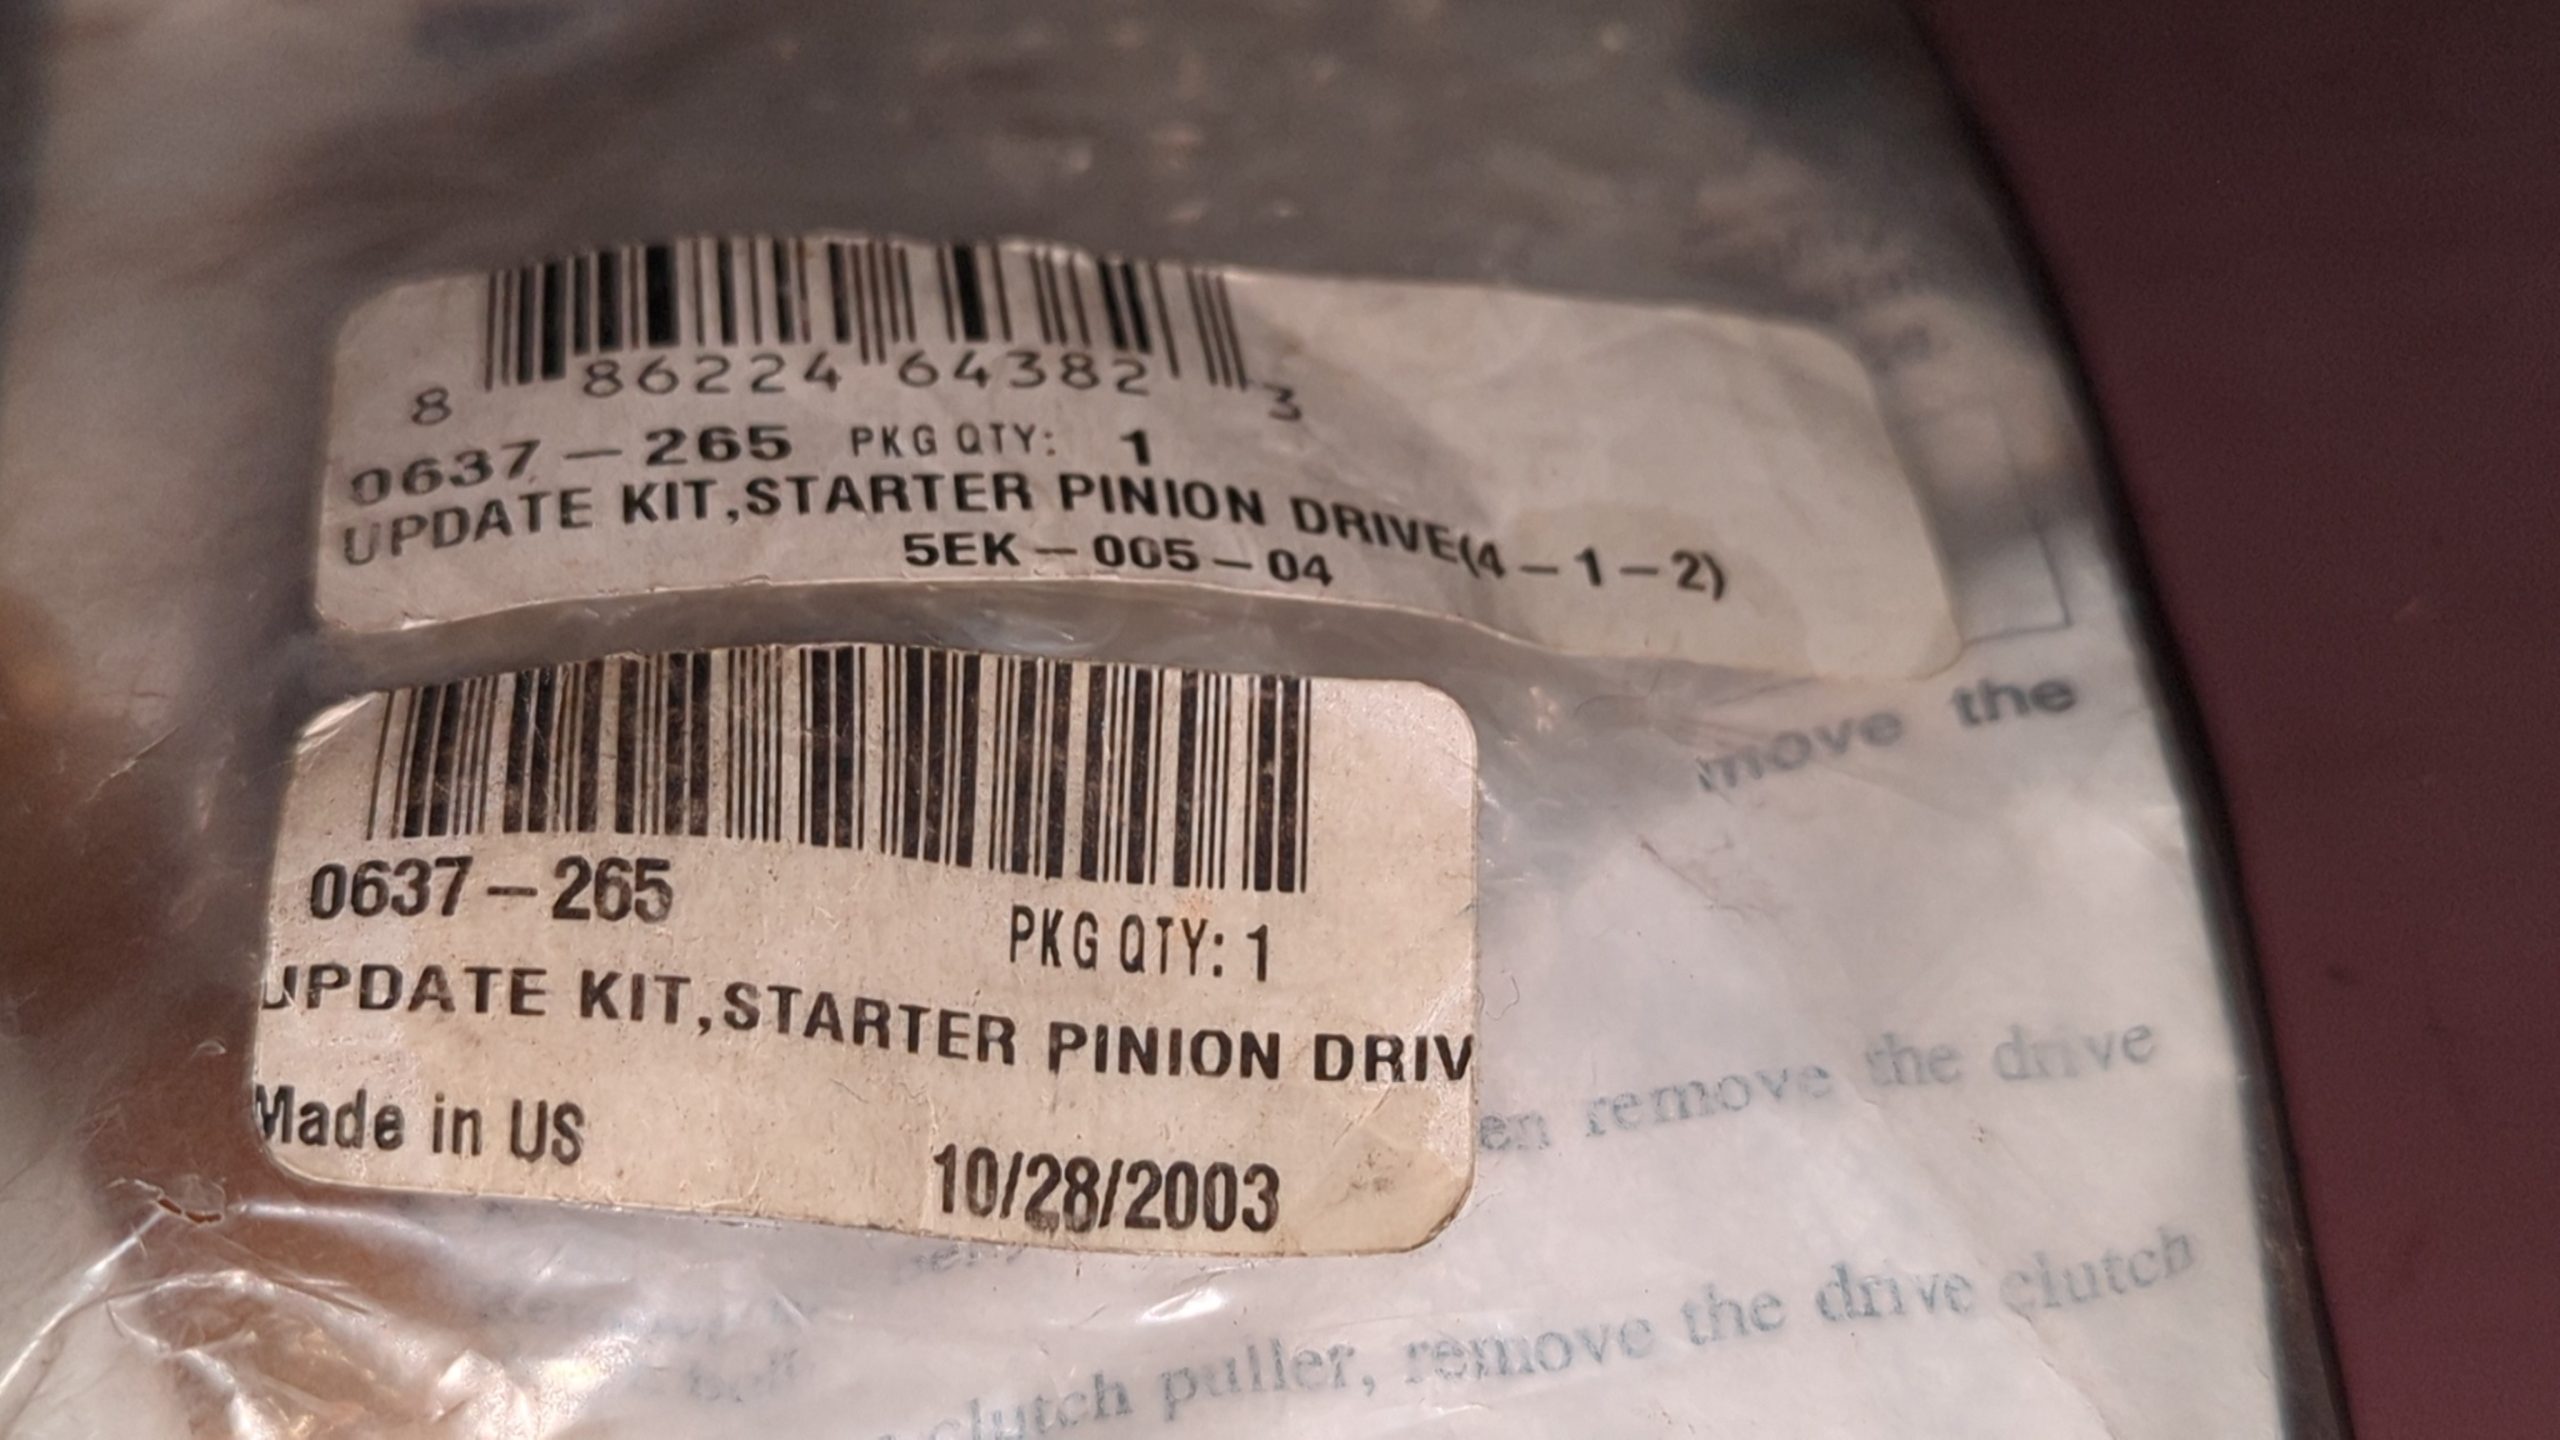 8 86224 64382 3
0637-265 PKG QTY: 1
UPDATE KIT,STARTER PINION DRIVE(4-1-2)
5EK-005-04
move the
0637-265
PKG QTY: 1
UPDATE KIT,STARTER PINION DRIV
Made in US
10/28/2003
en remove the drive
clutch puller, remove the drive clutch